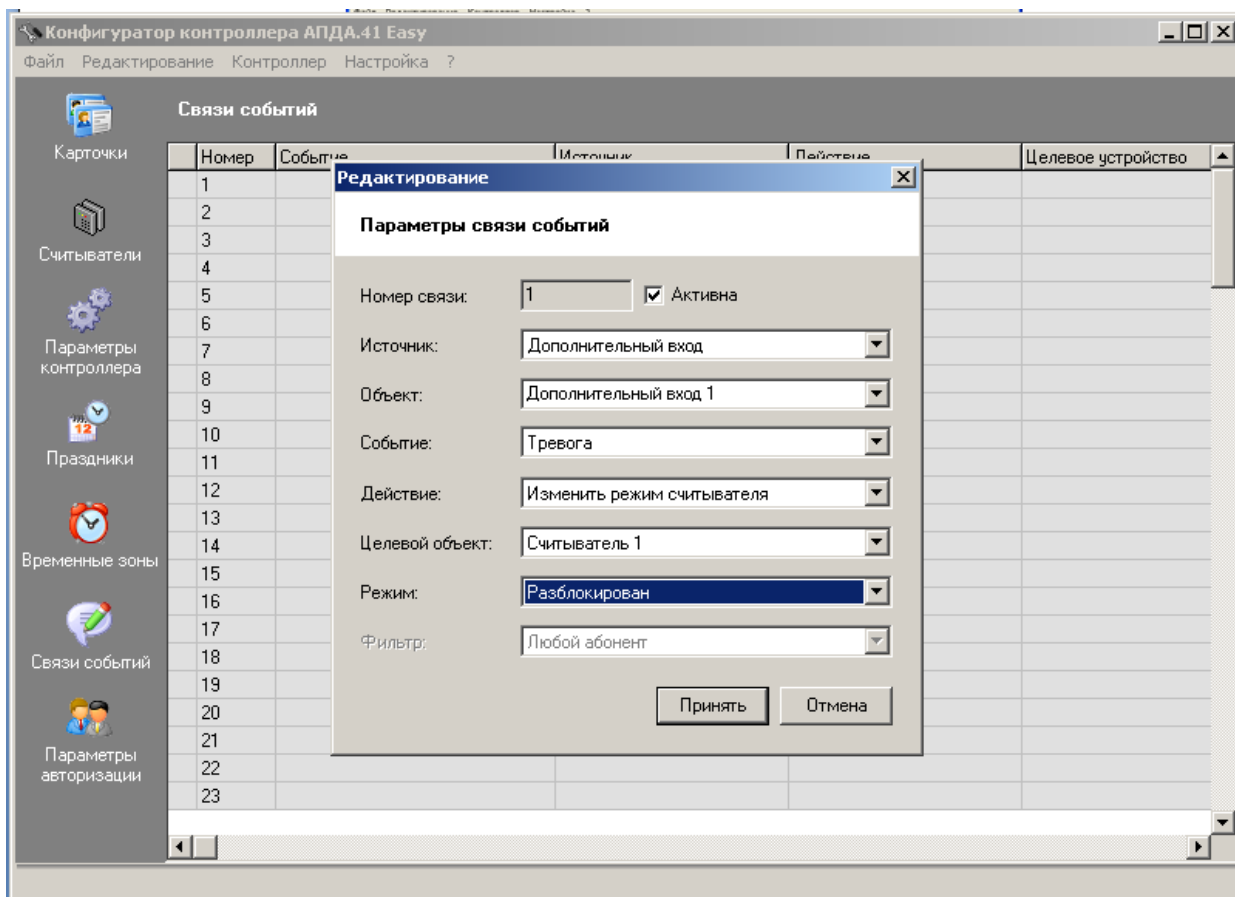 Конфигуратор контроллера АПДА.41 Easy
Файл Редактирование Контроллер Настройка ?
Связи событий
Карточки
Считыватели
Параметры
контроллера
Праздники
Временные зоны
Связи событий
Параметры
авторизации
Номер Событие Источник Действие Целевое устройство
1
2
3
4
5
6
7
8
9
10
11
12
13
14
15
16
17
18
19
20
21
22
23
Редактирование
Параметры связи событий
Номер связи: 1 Активна
Источник: Дополнительный вход
Объект: Дополнительный вход 1
Событие: Тревога
Действие: Изменить режим считывателя
Целевой объект: Считыватель 1
Режим: Разблокирован
Фильтр: Любой абонент
Принять Отмена